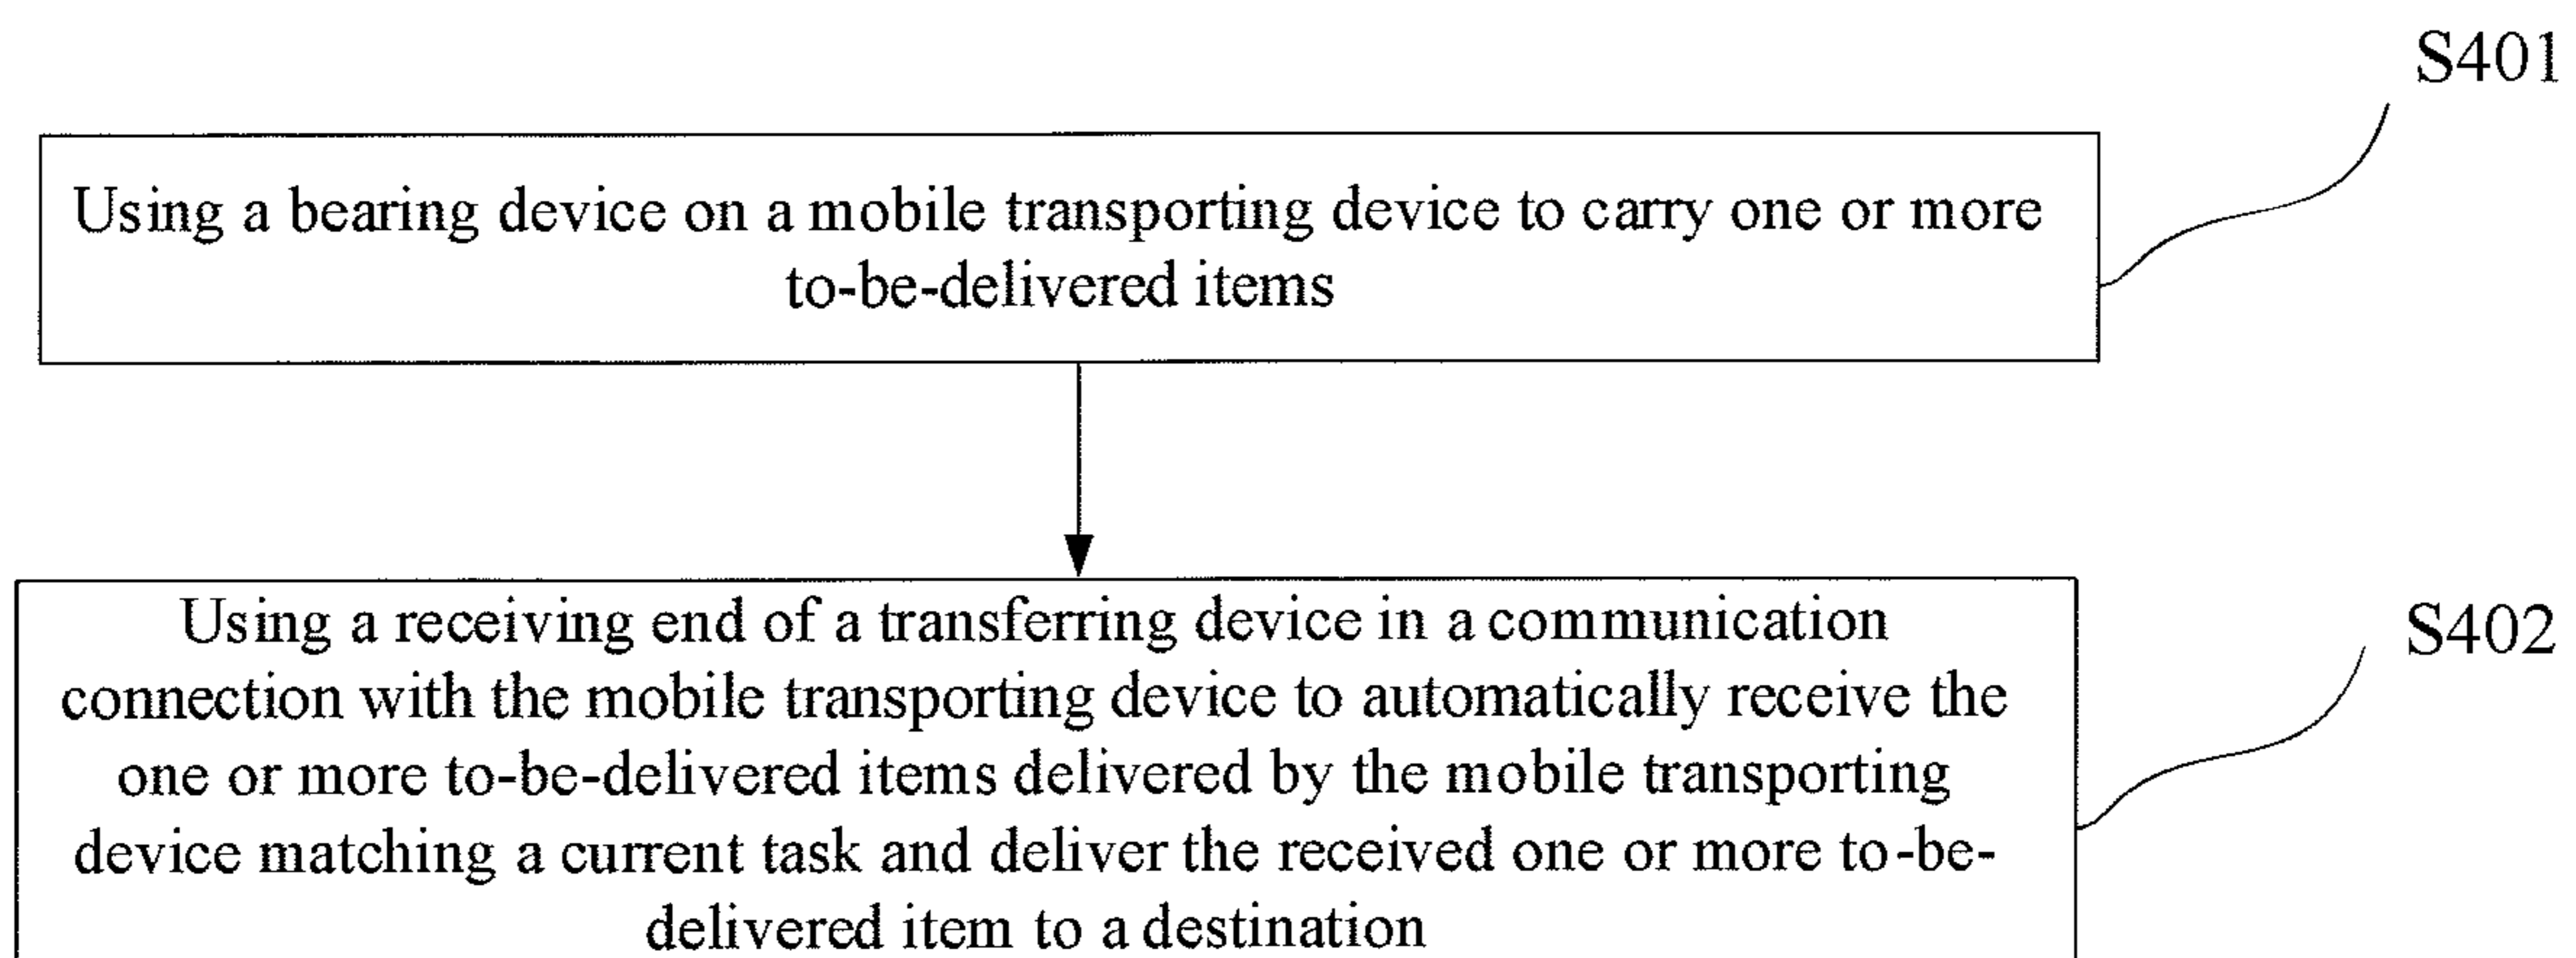 S401
Using a bearing device on a mobile transporting device to carry one or more
to-be-delivered items
Using a receiving end of a transferring device in a communication
S402
connection with the mobile transporting device to automatically receive the
one or more to-be-delivered items delivered by the mobile transporting
device matching a current task and deliver the received one or more to-be-
delivered item to a destination